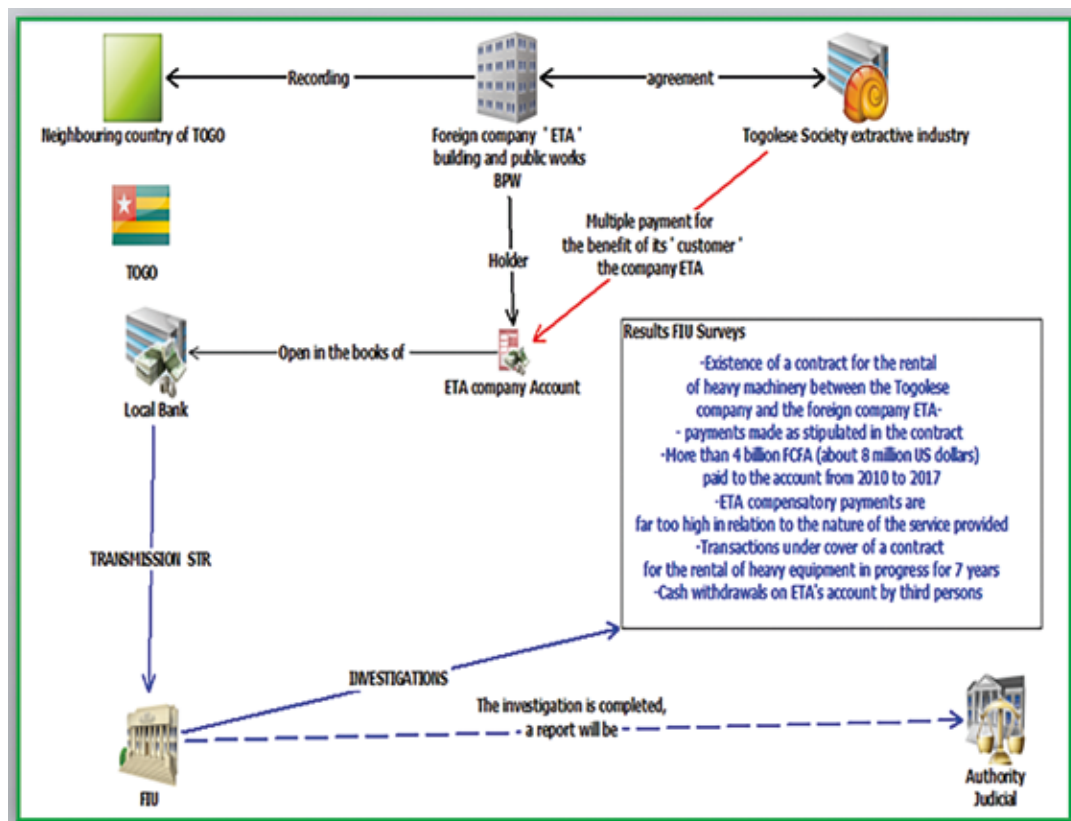 Recording
agreement
Neighbouring country of TOGO
Foreign company ' ETA '
building and public works
BPW
Togolese Society extractive industry
Multiple payment for
the benefit of its ' customer '
the company ETA
TOGO
Holder
Open in the books of
Local Bank
ETA company Account
Results FIU Surveys
-Existence of a contract for the rental
of heavy machinery between the Togolese
company and the foreign company ETA-
- payments made as stipulated in the contract
-More than 4 billion FCFA (about 8 million US dollars)
paid to the account from 2010 to 2017
-ETA compensatory payments are
far too high in relation to the nature of the service provided
-Transactions under cover of a contract
for the rental of heavy equipment in progress for 7 years
-Cash withdrawals on ETA's account by third persons
TRANSMISSION STR
INVESTIGATIONS
The investigation is completed,
a report will be
FIU
Authority
Judicial